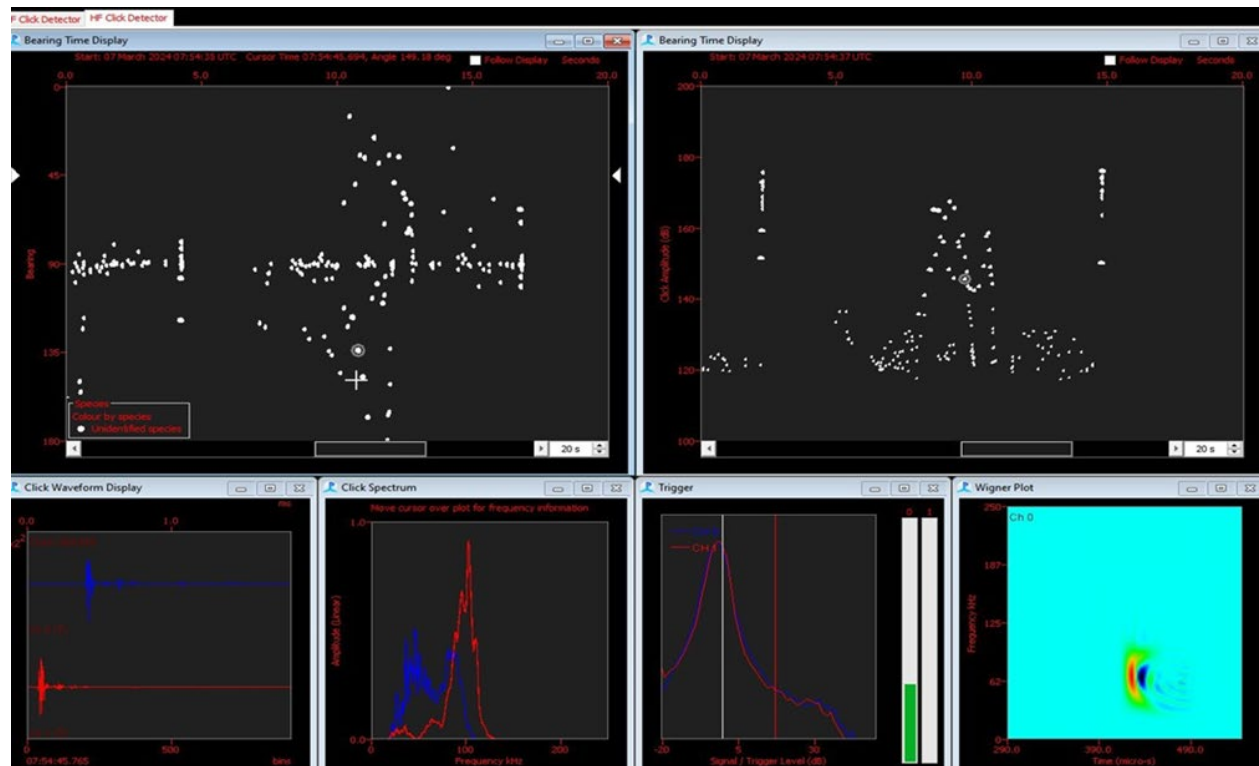 F Click Detector HF Click Detector
Bearing Time Display
Start: 07 March 2024 07:54:35 UTC Cursor Time 07:54:45.694, Angle 149.18 deg Follow Display Seconds
0.0 5.0 10.0 15.0 20.0
0
45
90
135
180
Bearing
Species
Colour by species
Unidentified species
20 s
Bearing Time Display
Start: 07 March 2024 07:54:37 UTC Follow Display Seconds
0.0 5.0 10.0 15.0 20.0
200
180
160
140
120
100
Click Amplitude (dB)
20 s
Click Waveform Display
ms
0.0 1.0
0 500
07:54:45.765 bins
Click Spectrum
Move cursor over plot for frequency information
1.0
0.0
Amplitude (Linear)
0 100 200
Frequency kHz
Trigger
CH 1
0 1
-20 5 30
Signal / Trigger Level (dB)
Wigner Plot
Ch 0
250
187
125
62
0
Frequency kHz
290.0 390.0 490.0
Time (micro-s)